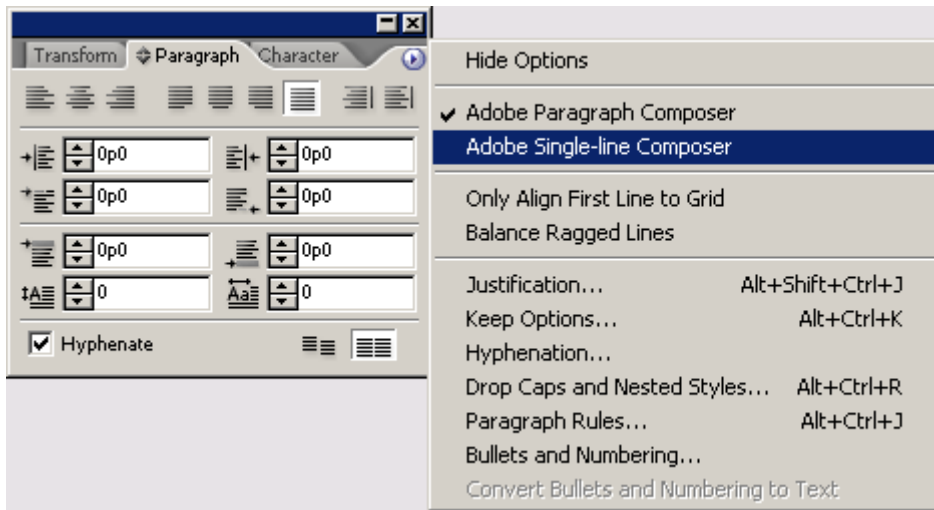 Transform Paragraph Character
0p0 0p0
0p0 0p0
0p0 0p0
0 0
Hyphenate
Hide Options
Adobe Paragraph Composer
Adobe Single-line Composer
Only Align First Line to Grid
Balance Ragged Lines
Justification... Alt+Shift+Ctrl+J
Keep Options... Alt+Ctrl+K
Hyphenation...
Drop Caps and Nested Styles... Alt+Ctrl+R
Paragraph Rules... Alt+Ctrl+J
Bullets and Numbering...
Convert Bullets and Numbering to Text